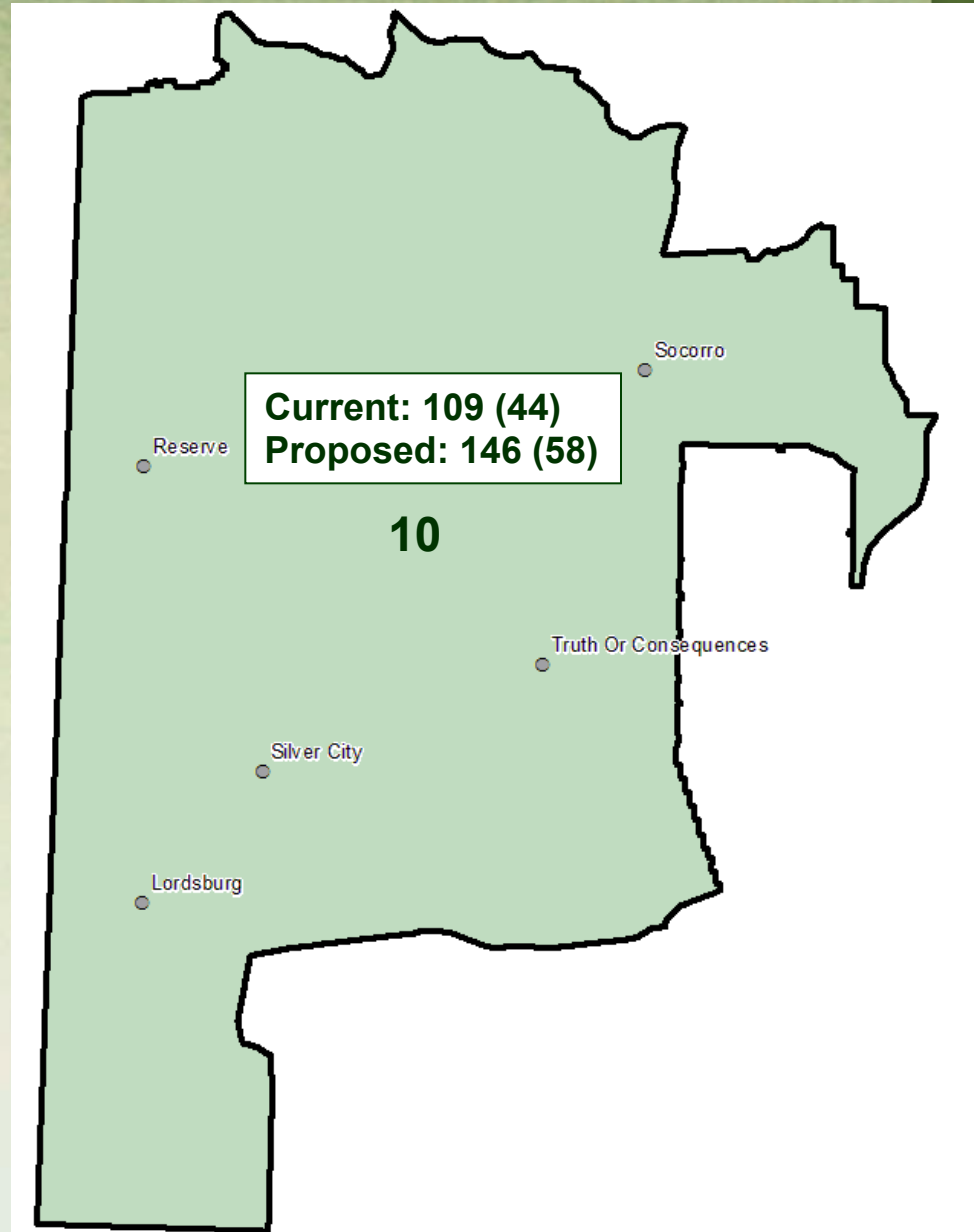 Socorro
Current: 109 (44)
Proposed: 146 (58)
Reserve
10
Truth Or Consequences
Silver City
Lordsburg